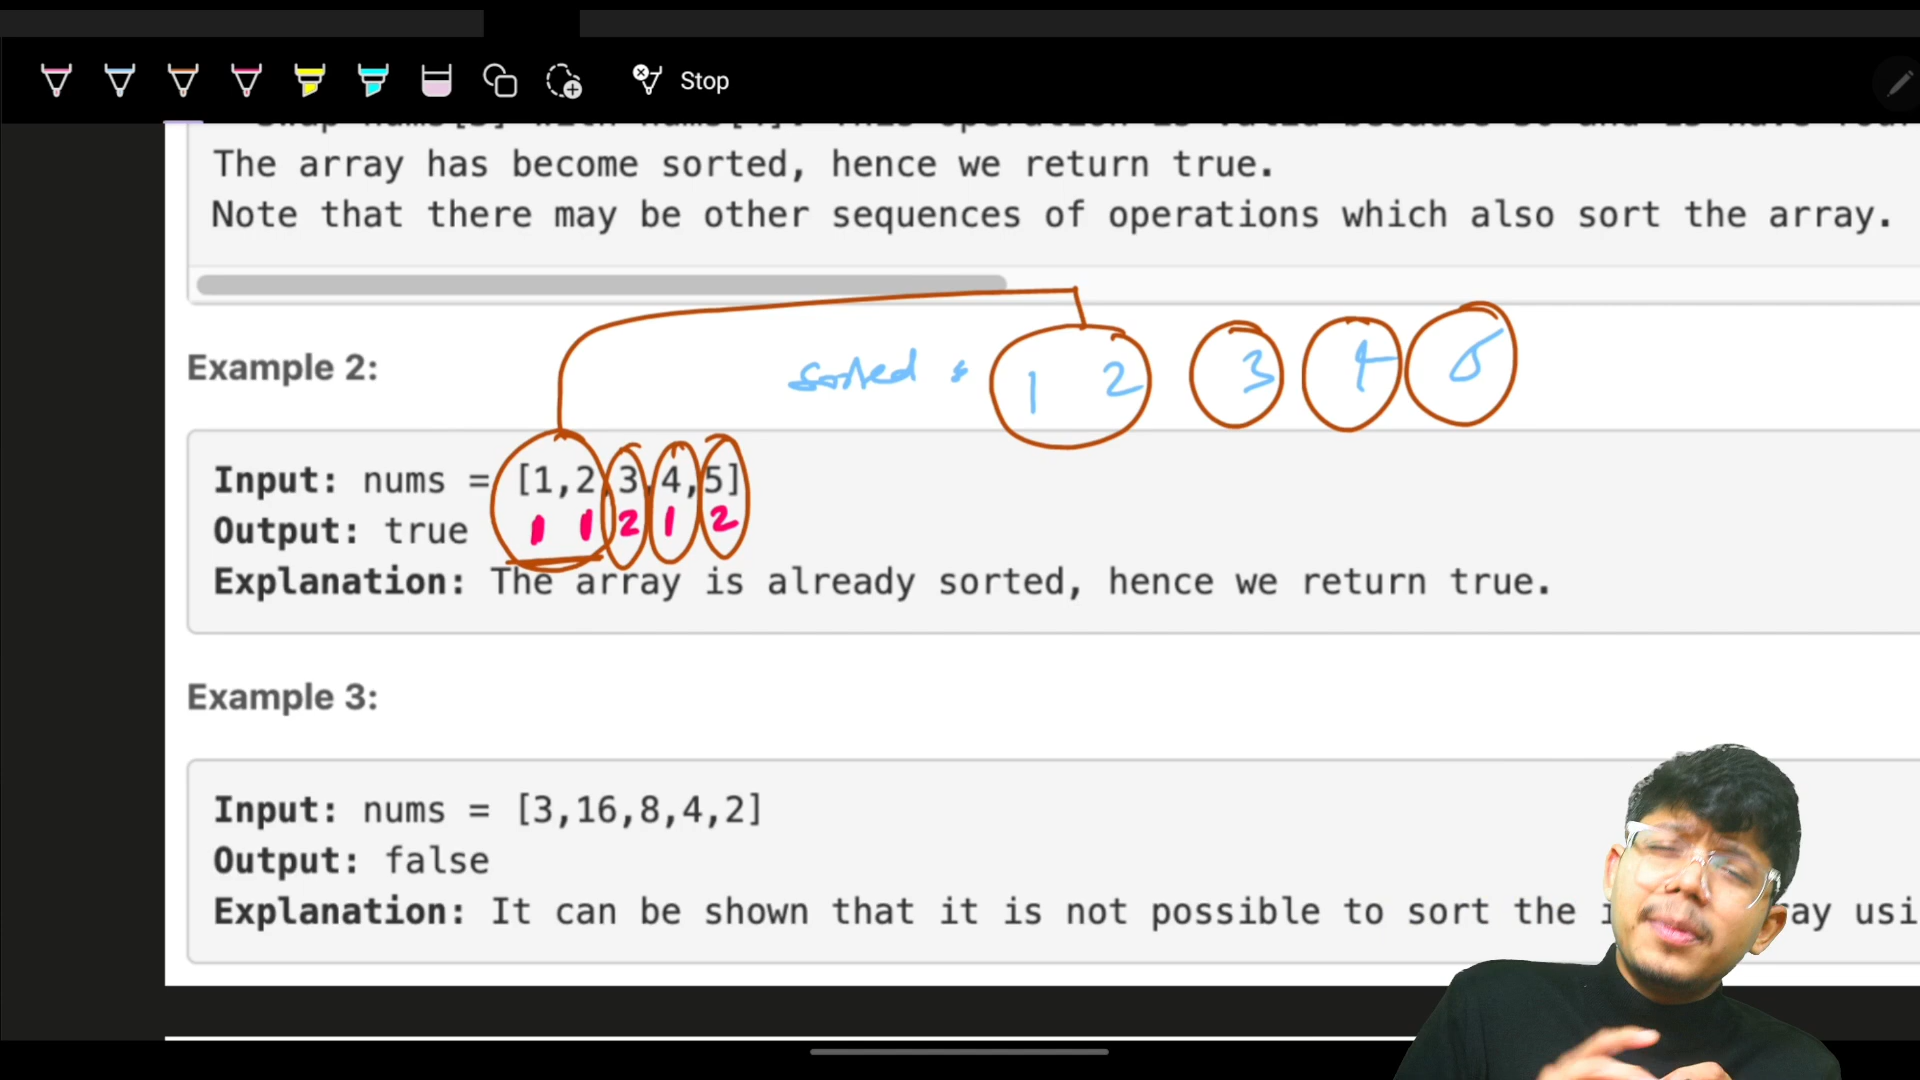 Stop
The array has become sorted, hence we return true.
Note that there may be other sequences of operations which also sort the array.
Example 2:
sorted : 1 2 3 4 5
Input: nums = [1,2,3,4,5]
1 1 2 1 2
Output: true
Explanation: The array is already sorted, hence we return true.
Example 3:
Input: nums = [3,16,8,4,2]
Output: false
Explanation: It can be shown that it is not possible to sort the